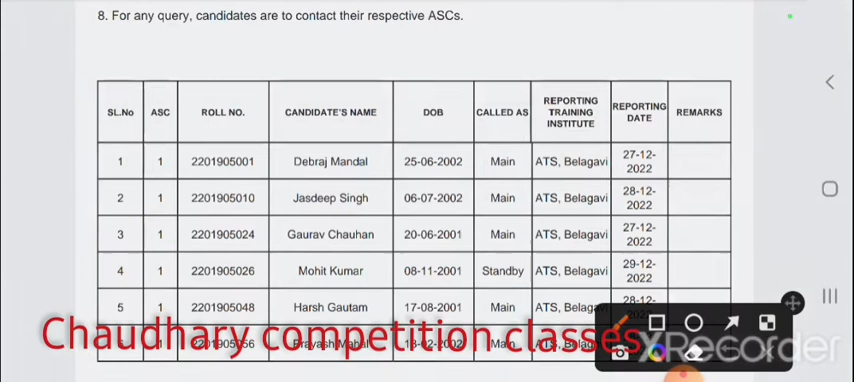 8. For any query, candidates are to contact their respective ASCs.
SL.No ASC ROLL NO. CANDIDATE'S NAME DOB CALLED AS REPORTING TRAINING INSTITUTE REPORTING DATE REMARKS
1 1 2201905001 Debraj Mandal 25-06-2002 Main ATS, Belagavi 27-12-2022
2 1 2201905010 Jasdeep Singh 06-07-2002 Main ATS, Belagavi 28-12-2022
3 1 2201905024 Gaurav Chauhan 20-06-2001 Main ATS, Belagavi 27-12-2022
4 1 2201905026 Mohit Kumar 08-11-2001 Standby ATS, Belagavi 29-12-2022
5 1 2201905048 Harsh Gautam 17-08-2001 Main ATS, 28-12-
Chaudhary competition classes
XRecorder